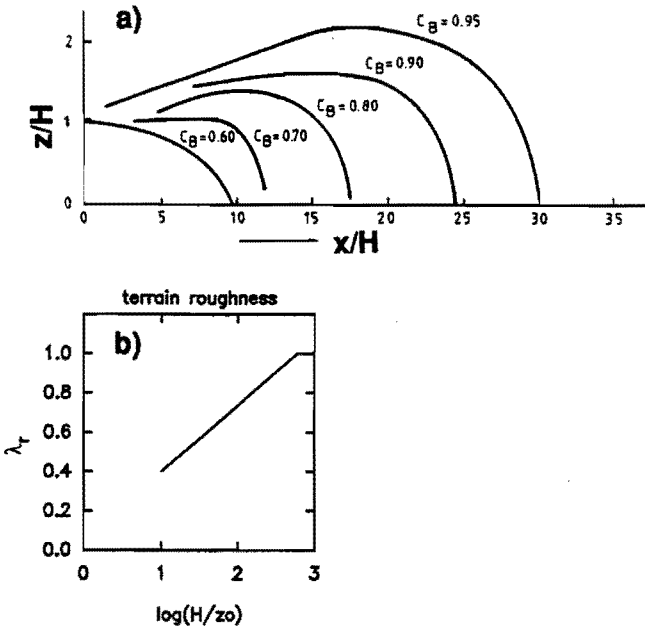 a)
2
1
0
z/H
C_B=0.95
C_B=0.90
C_B=0.80
C_B=0.60 C_B=0.70
0 5 10 15 20 25 30 35
x/H
terrain roughness
b)
1.0
0.8
0.6
0.4
0.2
0.0
λ_r
0 1 2 3
log(H/zo)